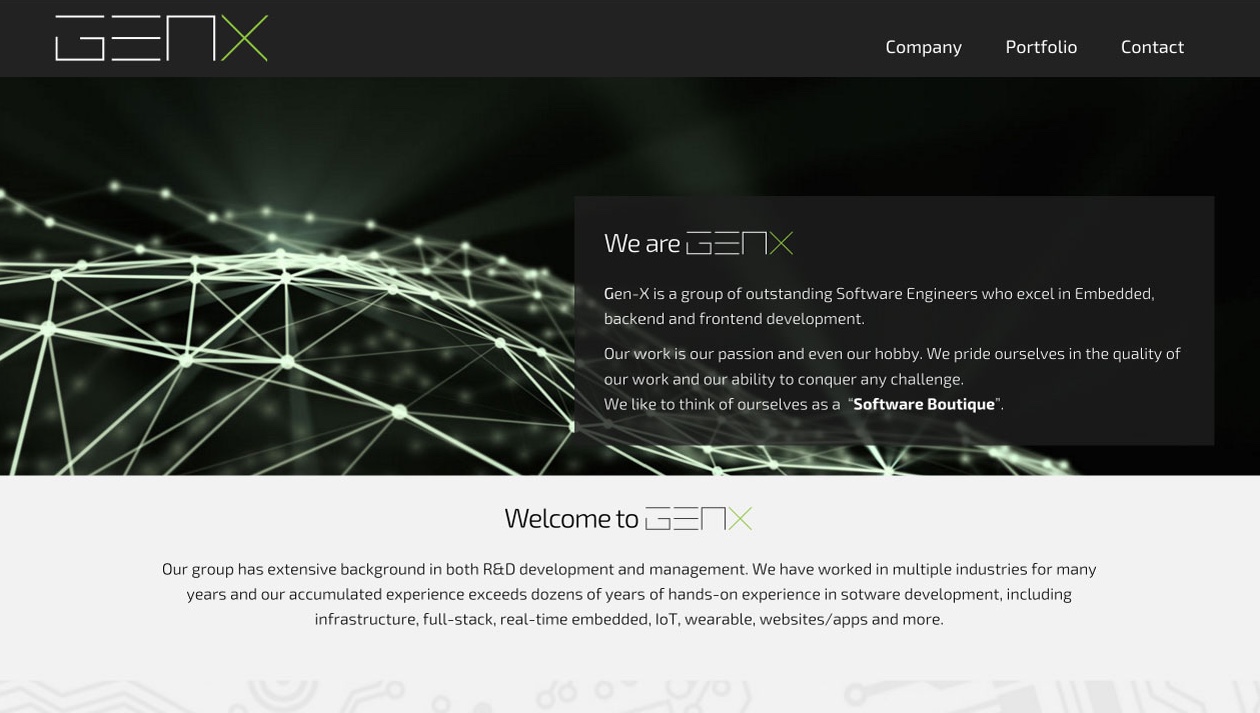 GENX
Company Portfolio Contact
We are GENX
Gen-X is a group of outstanding Software Engineers who excel in Embedded,
backend and frontend development.
Our work is our passion and even our hobby. We pride ourselves in the quality of
our work and our ability to conquer any challenge.
We like to think of ourselves as a “Software Boutique”.
Welcome to GENX
Our group has extensive background in both R&D development and management. We have worked in multiple industries for many
years and our accumulated experience exceeds dozens of years of hands-on experience in sotware development, including
infrastructure, full-stack, real-time embedded, IoT, wearable, websites/apps and more.